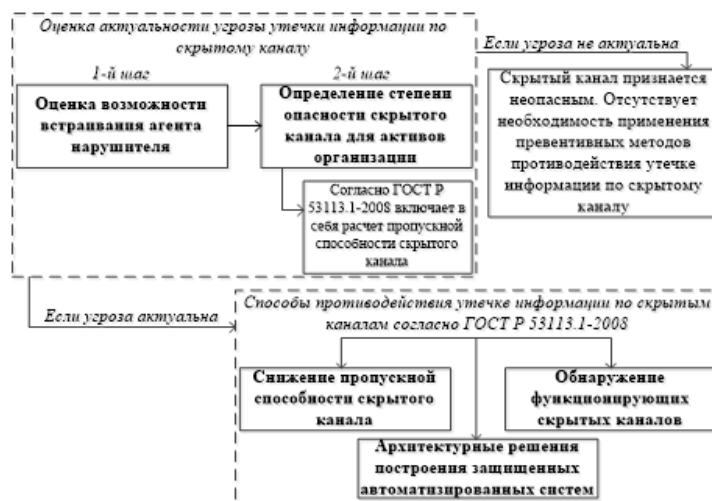 Оценка актуальности угрозы утечки информации по
скрытому каналу
1-й шаг
Оценка возможности
встраивания агента
нарушителя
2-й шаг
Определение степени
опасности скрытого
канала для активов
организации
Согласно ГОСТ Р
53113.1-2008 включает в
себя расчет пропускной
способности скрытого
канала
Если угроза не актуальна
Скрытый канал признается
неопасным. Отсутствует
необходимость применения
превентивных методов
противодействия утечке
информации по скрытому
каналу
Если угроза актуальна
Способы противодействия утечке информации по скрытым
каналам согласно ГОСТ Р 53113.1-2008
Снижение пропускной
способности скрытого
канала
Архитектурные решения
построения защищенных
автоматизированных систем
Обнаружение
функционирующих
скрытых каналов